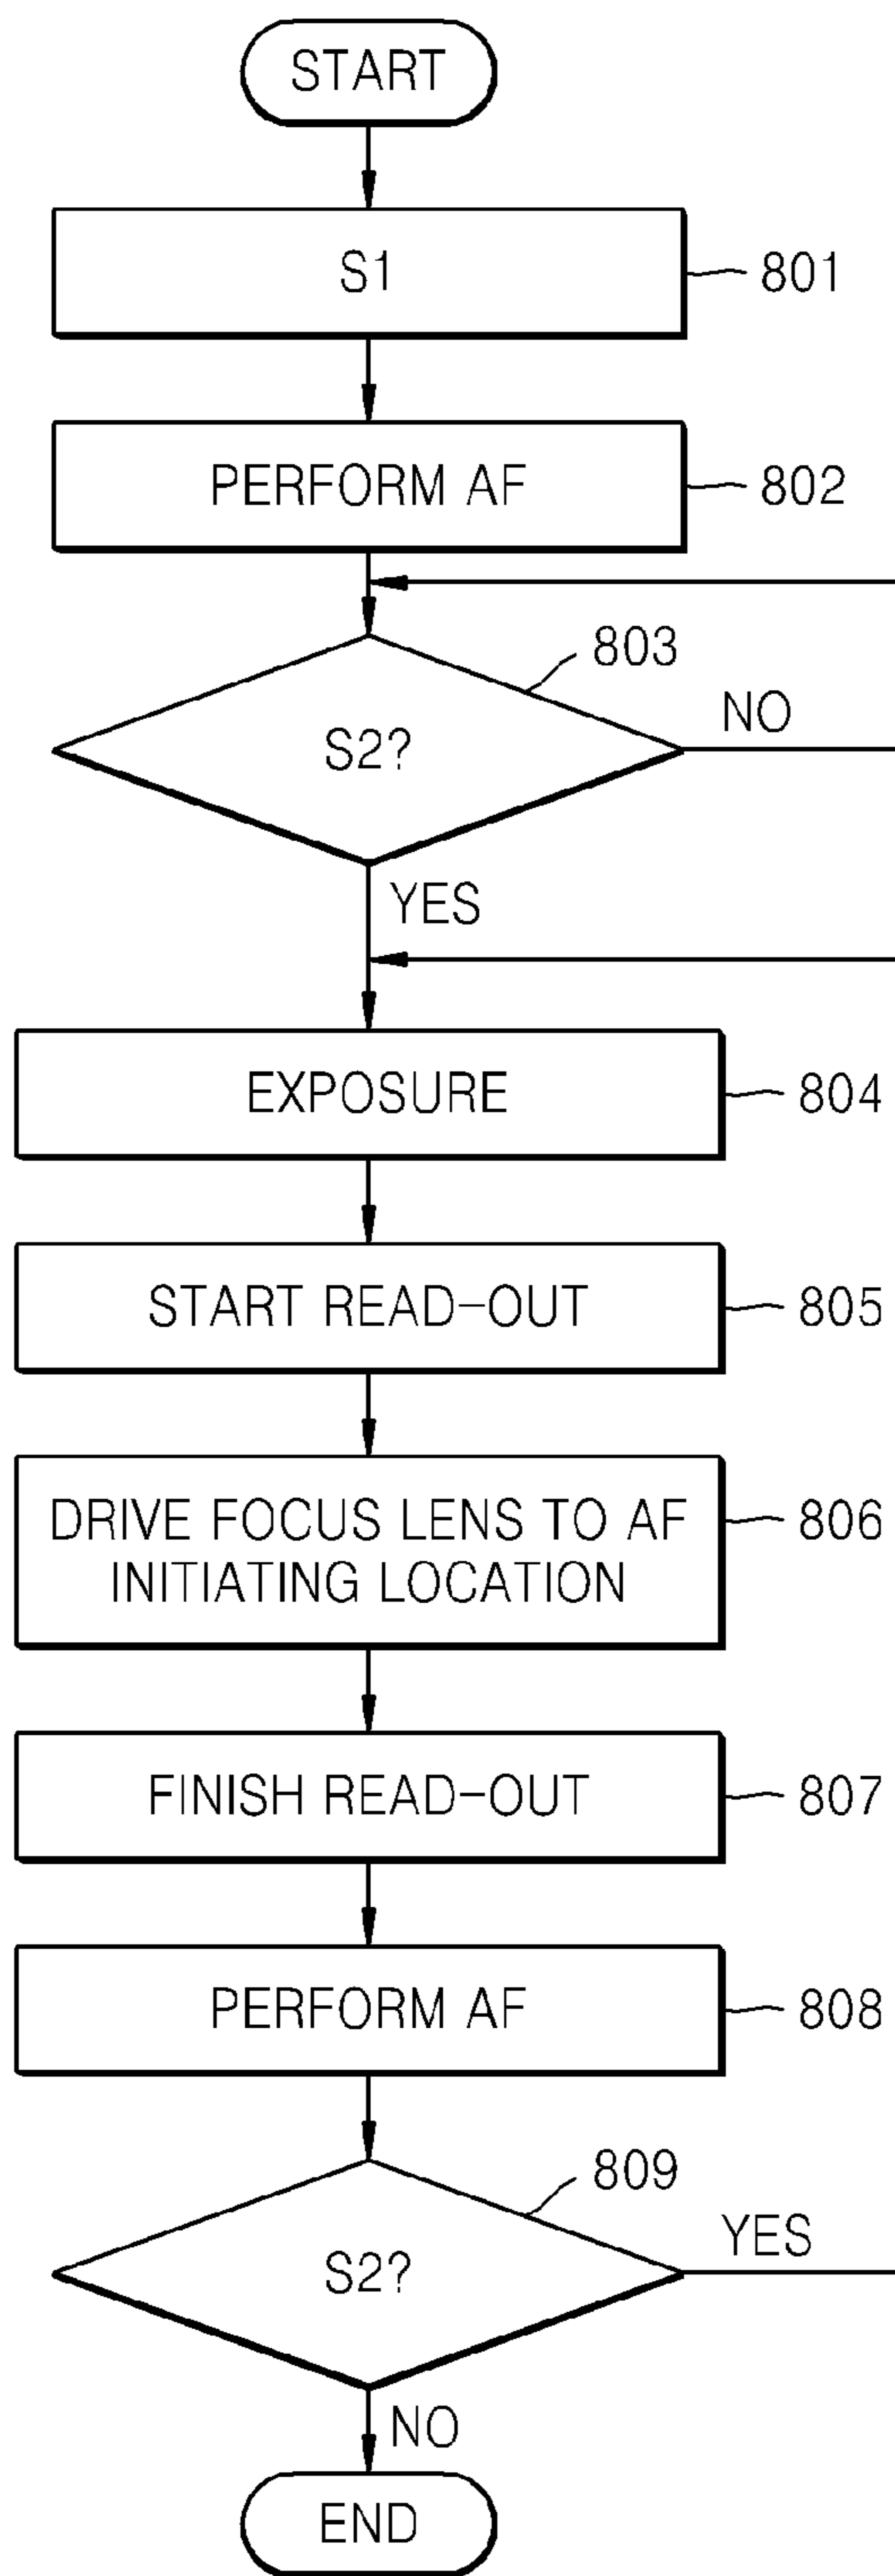 START
S1
801
PERFORM AF
802
803
S2?
NO
YES
EXPOSURE
804
START READ-OUT
805
DRIVE FOCUS LENS TO AF
INITIATING LOCATION
806
FINISH READ-OUT
807
PERFORM AF
808
809
S2?
YES
NO
END